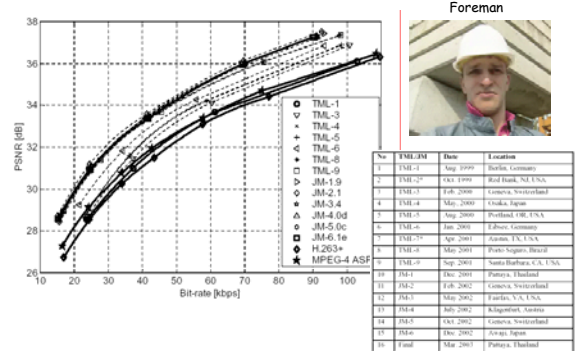 Foreman
38
36
34
32
30
28
26
PSNR [dB]
10 20 30 40 50 60 70 80 90 100
Bit-rate [kbps]
TML-1
TML-3
TML-4
TML-5
TML-6
TML-8
TML-9
JM-1.9
JM-2.1
JM-3.4
JM-4.0d
JM-5.0c
JM-6.1e
H.263+
MPEG-4 ASP
No TML/JM Date Location
1 TML-1 Aug. 1999 Berlin, Germany
2 TML-2* Oct. 1999 Red Bank, NJ, USA
3 TML-3 Feb. 2000 Geneva, Switzerland
4 TML-4 May, 2000 Osaka, Japan
5 TML-5 Aug. 2000 Portland, OR, USA
6 TML-6 Jan. 2001 Eibsee, Germany
7 TML-7* Apr. 2001 Austin, TX, USA
8 TML-8 May 2001 Porto Seguro, Brazil
9 TML-9 Sep. 2001 Santa Barbara, CA, USA
10 JM-1 Dec. 2001 Pattaya, Thailand
11 JM-2 Feb. 2002 Geneva, Switzerland
12 JM-3 May 2002 Fairfax, VA, USA
13 JM-4 July 2002 Klagenfurt, Austria
14 JM-5 Oct. 2002 Geneva, Switzerland
15 JM-6 Dec. 2002 Awaji, Japan
16 Final Mar. 2003 Pattaya, Thailand